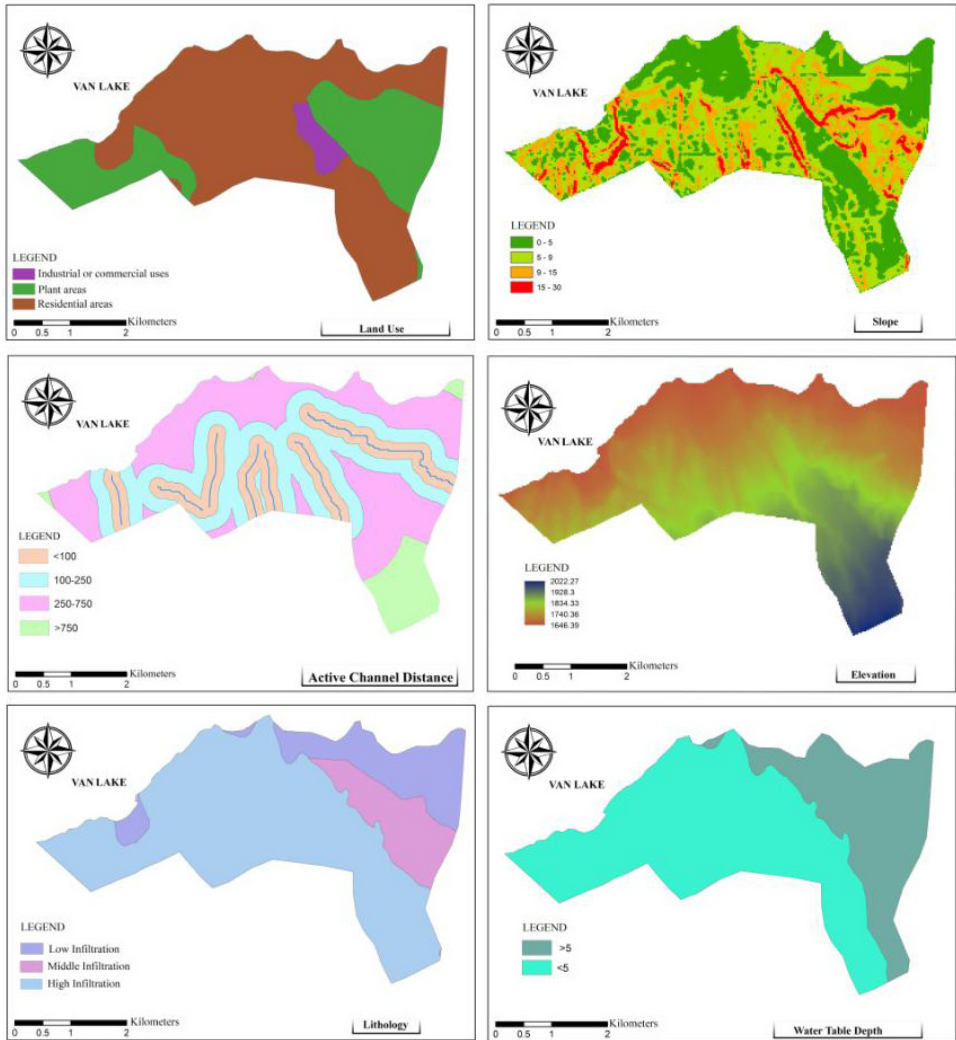 VAN LAKE
LEGEND
Industrial or commercial uses
Plant areas
Residential areas
Kilometers
0 0.5 1 2
Land Use
VAN LAKE
LEGEND
0 - 5
5 - 9
9 - 15
15 - 30
Kilometers
0 0.5 1 2
Slope
VAN LAKE
LEGEND
<100
100-250
250-750
>750
Kilometers
0 0.5 1 2
Active Channel Distance
VAN LAKE
LEGEND
2022.27
1928.3
1834.33
1740.36
1646.39
Kilometers
0 0.5 1 2
Elevation
VAN LAKE
LEGEND
Low Infiltration
Middle Infiltration
High Infiltration
Kilometers
0 0.5 1 2
Lithology
VAN LAKE
LEGEND
>5
<5
Kilometers
0 0.5 1 2
Water Table Depth